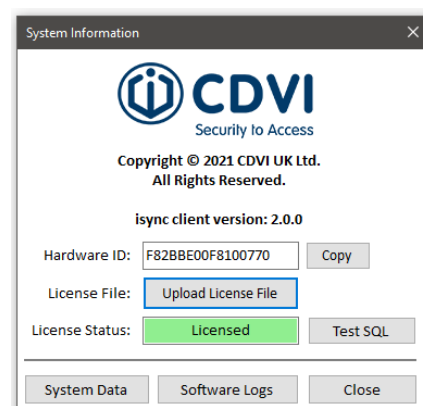 System Information
CDVI
Security to Access
Copyright © 2021 CDVI UK Ltd.
All Rights Reserved.
isync client version: 2.0.0
Hardware ID: F82BBE00F8100770 Copy
License File: Upload License File
License Status: Licensed Test SQL
System Data Software Logs Close